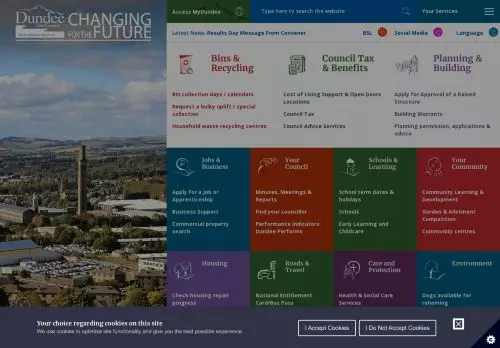 Dundee CHANGING
City Council FOR THE FUTURE
Access MyDundee
Type here to search the website
Your Services
Latest News: Results Day Message From Convener
BSL
Social Media
Language
Bins & Recycling
Bin collection days / calendars
Request a bulky uplift / special
collection
Household waste recycling centres
Council Tax
& Benefits
Cost of Living Support & Open Doors
Locations
Council Tax
Council Advice Services
Planning &
Building
Apply for Approval of a Raised
Structure
Building Warrants
Planning permission, applications &
advice
Jobs &
Business
Apply for a job or
Apprenticeship
Business Support
Commercial property
search
Your
Council
Minutes, Meetings &
Reports
Find your councillor
Performance Indicators
Dundee Performs
Schools &
Learning
School term dates &
holidays
Schools
Early Learning and
Childcare
Your
Community
Community Learning &
Development
Garden & Allotment
Competition
Community centres
Housing
Check housing repair
progress
Roads &
Travel
National Entitlement
Card/Bus Pass
Care and
Protection
Health & Social Care
Services
Environment
Dogs available for
rehoming
Your choice regarding cookies on this site
We use cookies to optimise site functionality and give you the best possible experience.
I Accept Cookies
I Do Not Accept Cookies